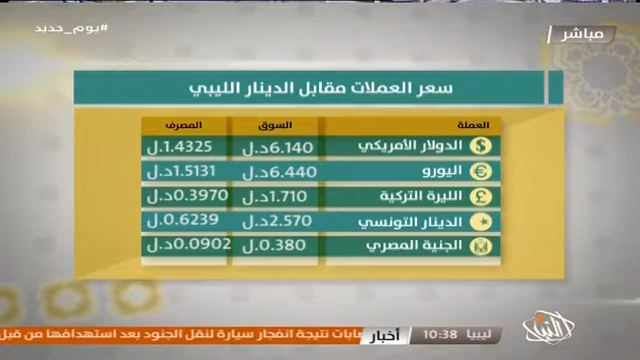 #يوم_جديد
مباشر
سعر العملات مقابل الدينار الليبي
العملة السوق المصرف
$ الدولار الأمريكي 6.140د.ل 1.4325د.ل
€ اليورو 6.440د.ل 1.5131د.ل
£ الليرة التركية 1.710د.ل 0.3970د.ل
الدينار التونسي 2.570د.ل 0.6239د.ل
الجنية المصري 0.380د.ل 0.0902د.ل
النبأ
ليبيا 10:38 أخبار
نتيجة انفجار سيارة لنقل الجنود بعد استهدافها من قبل